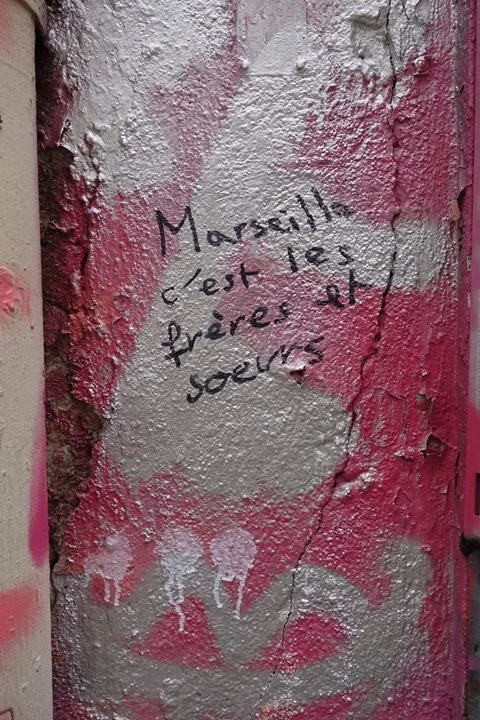 Marseille
c'est les
frères et
soeurs